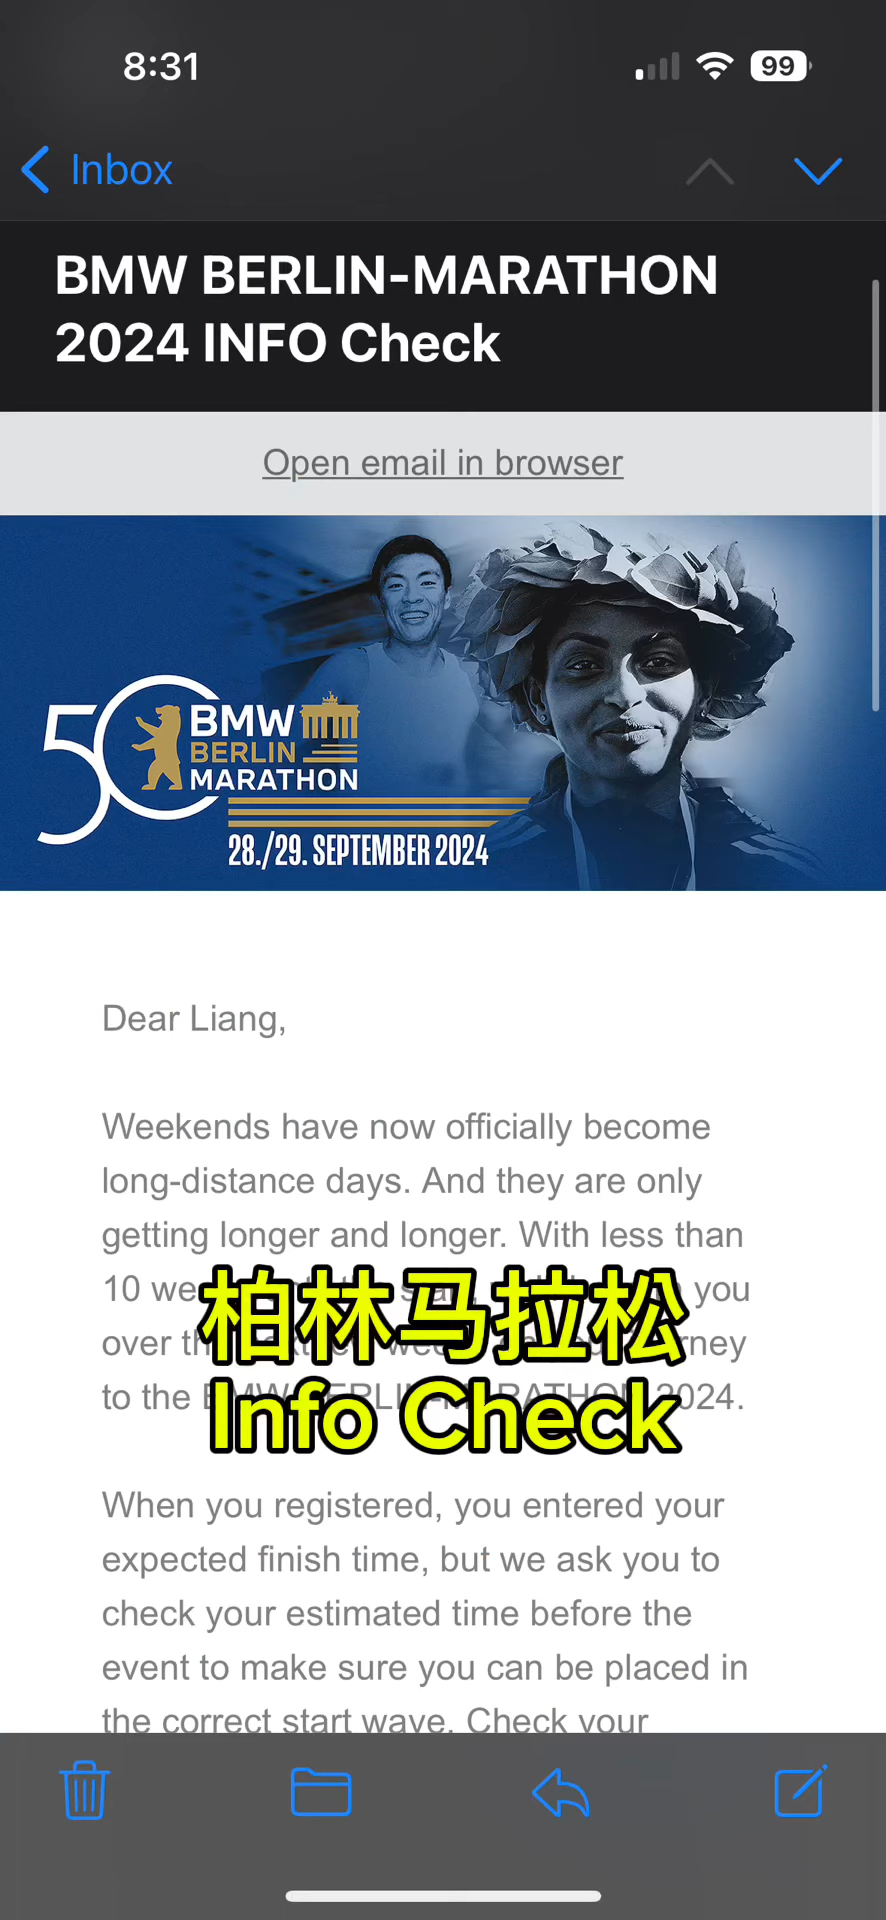 8:31
99
Inbox
BMW BERLIN-MARATHON
2024 INFO Check
Open email in browser
50
BMW
BERLIN
MARATHON
28./29. SEPTEMBER 2024
Dear Liang,
Weekends have now officially become
long-distance days. And they are only
getting longer and longer. With less than
10 you
over
to the 2024.
柏林马拉松
Info Check
When you registered, you entered your
expected finish time, but we ask you to
check your estimated time before the
event to make sure you can be placed in
the correct start wave. Check your